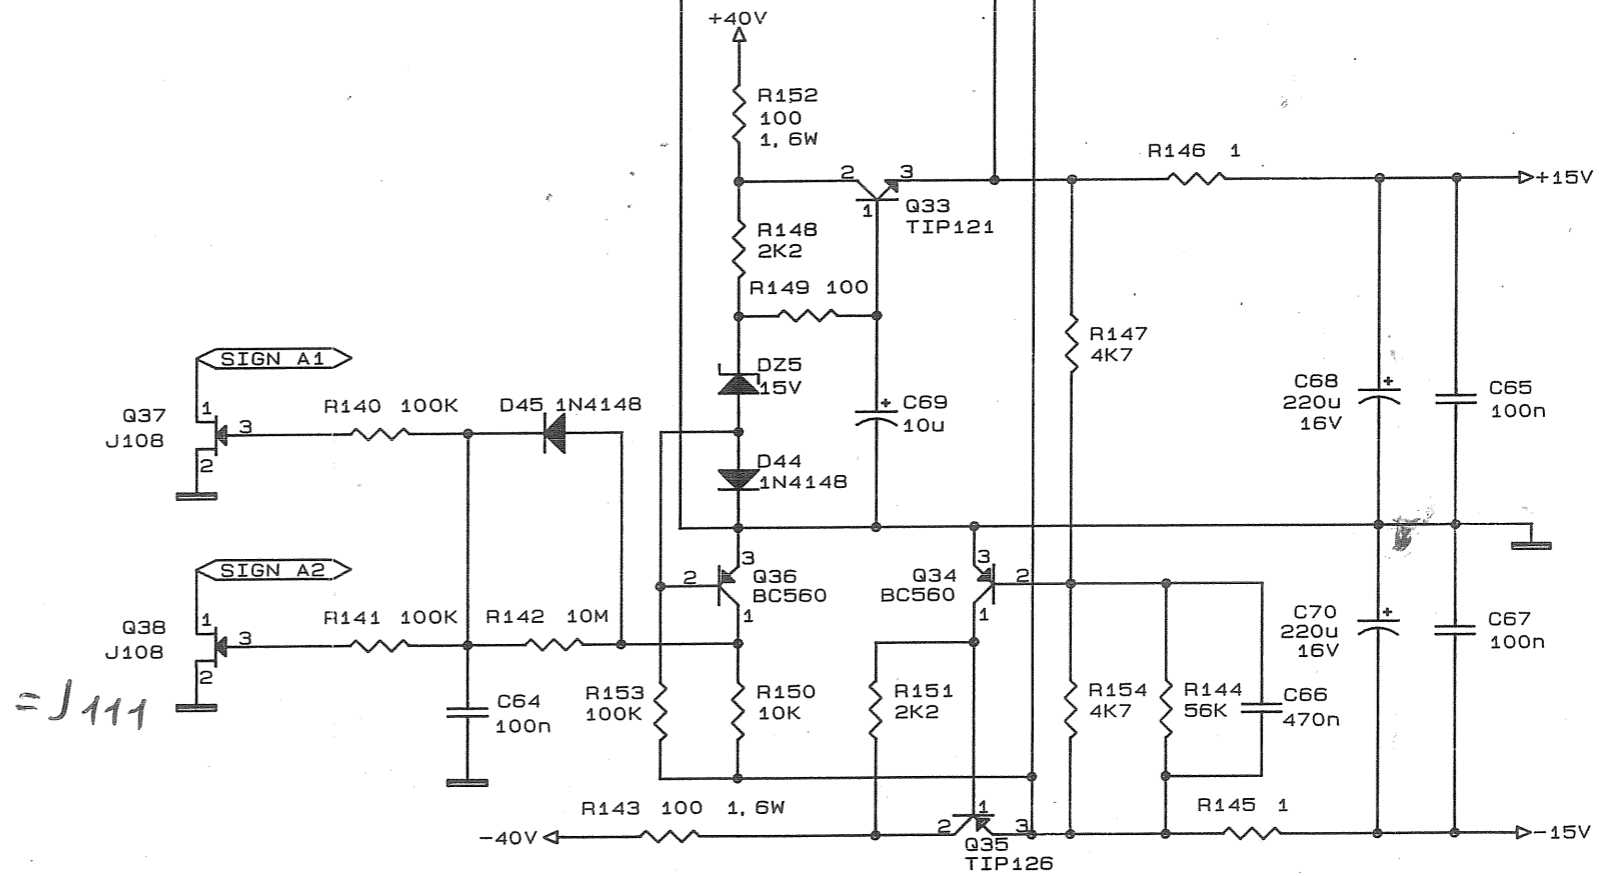 +40V
R152
100
1,6W
2
3
R146 1
+15V
1
Q33
TIP121
R148
2K2
R149 100
R147
4K7
SIGN A1
DZ5
15V
C68
220u
16V
+
C65
100n
Q37
J108
1
3
2
R140 100K
D45 1N4148
C69
10u
+
D44
1N4148
SIGN A2
3
2
Q36
BC560
1
Q34
BC560
3
2
1
C70
220u
16V
+
C67
100n
Q38
J108
1
3
2
R141 100K
R142 10M
= J111
C64
100n
R153
100K
R150
10K
R151
2K2
R154
4K7
R144
56K
C66
470n
R143 100 1,6W
R145 1
-40V
2
1
3
Q35
TIP126
-15V